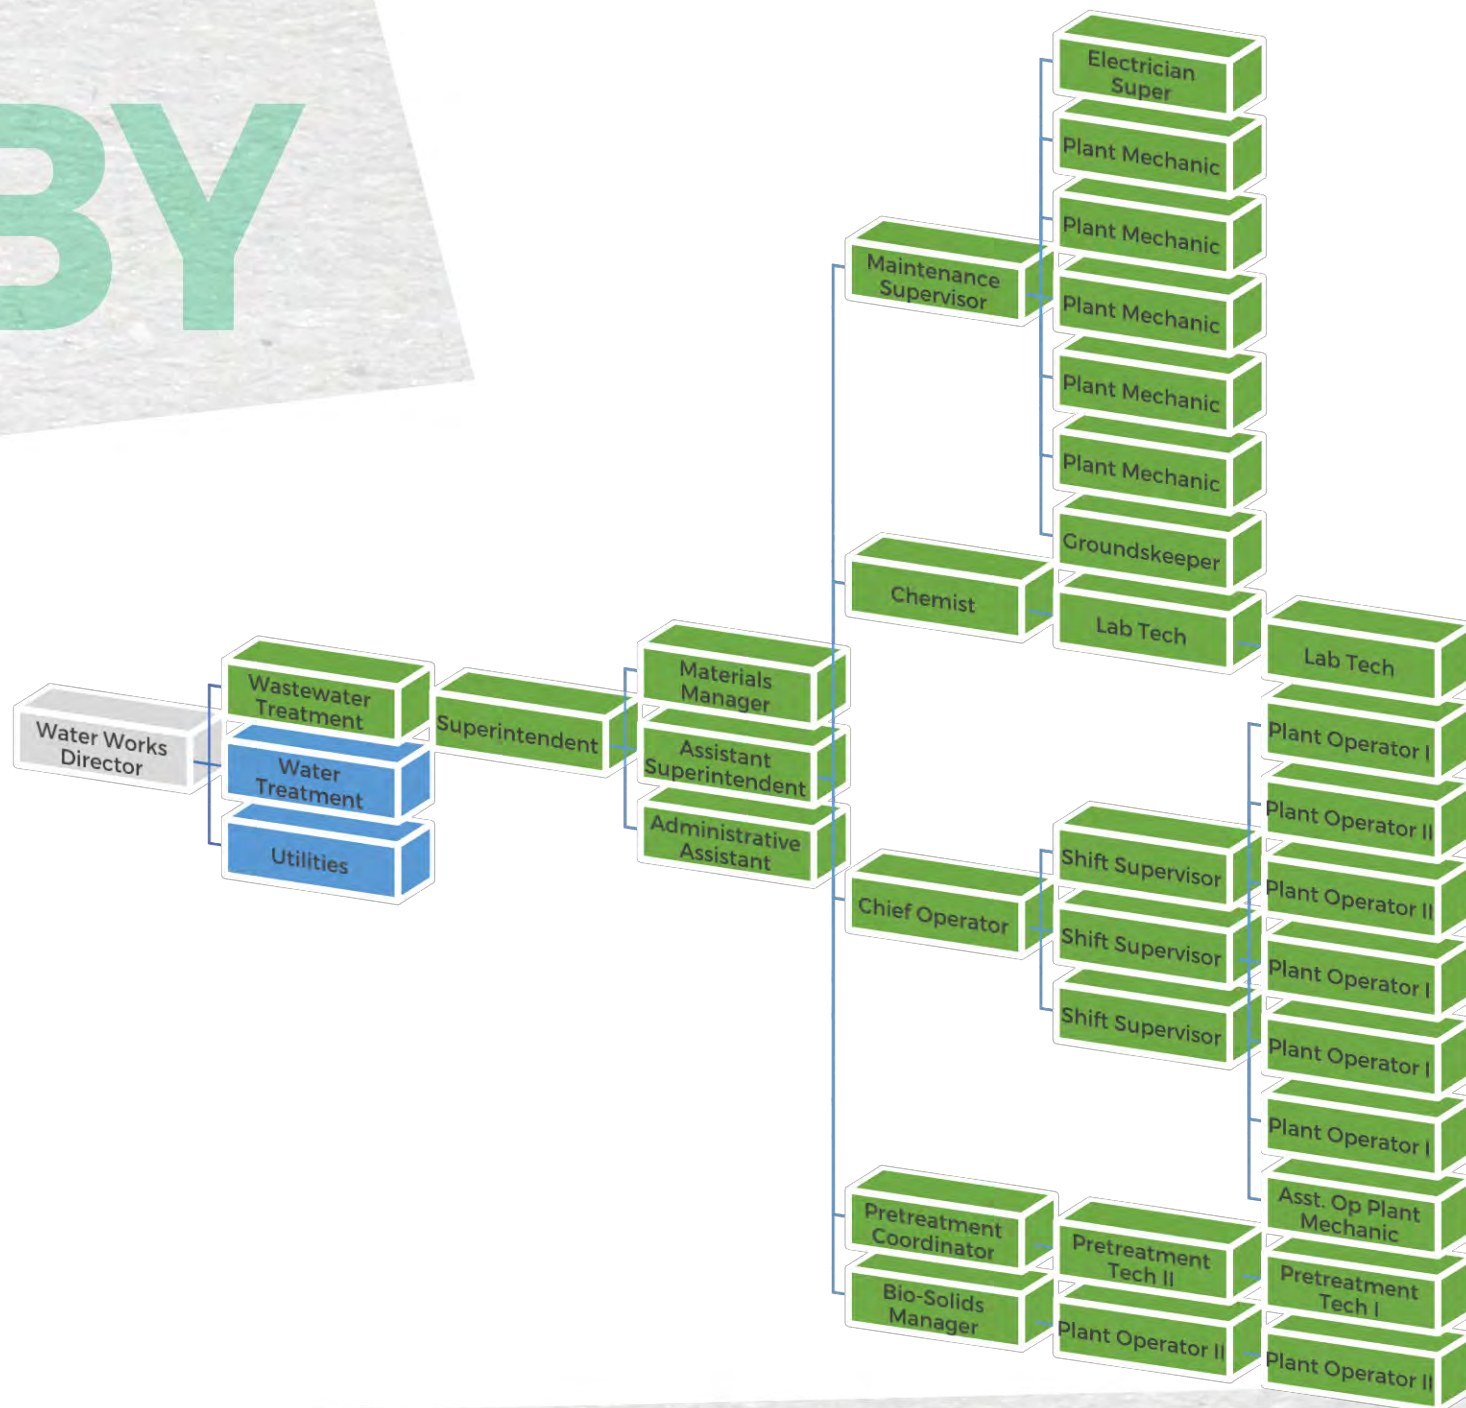 BY
Electrician
Super
Plant Mechanic
Plant Mechanic
Plant Mechanic
Plant Mechanic
Plant Mechanic
Groundskeeper
Maintenance
Supervisor
Chemist
Lab Tech
Lab Tech
Water Works
Director
Wastewater
Treatment
Water
Treatment
Utilities
Superintendent
Materials
Manager
Assistant
Superintendent
Administrative
Assistant
Chief Operator
Shift Supervisor
Shift Supervisor
Shift Supervisor
Plant Operator I
Plant Operator II
Plant Operator II
Plant Operator I
Plant Operator I
Plant Operator I
Asst. Op Plant
Mechanic
Pretreatment
Coordinator
Pretreatment
Tech II
Pretreatment
Tech I
Bio-Solids
Manager
Plant Operator II
Plant Operator II